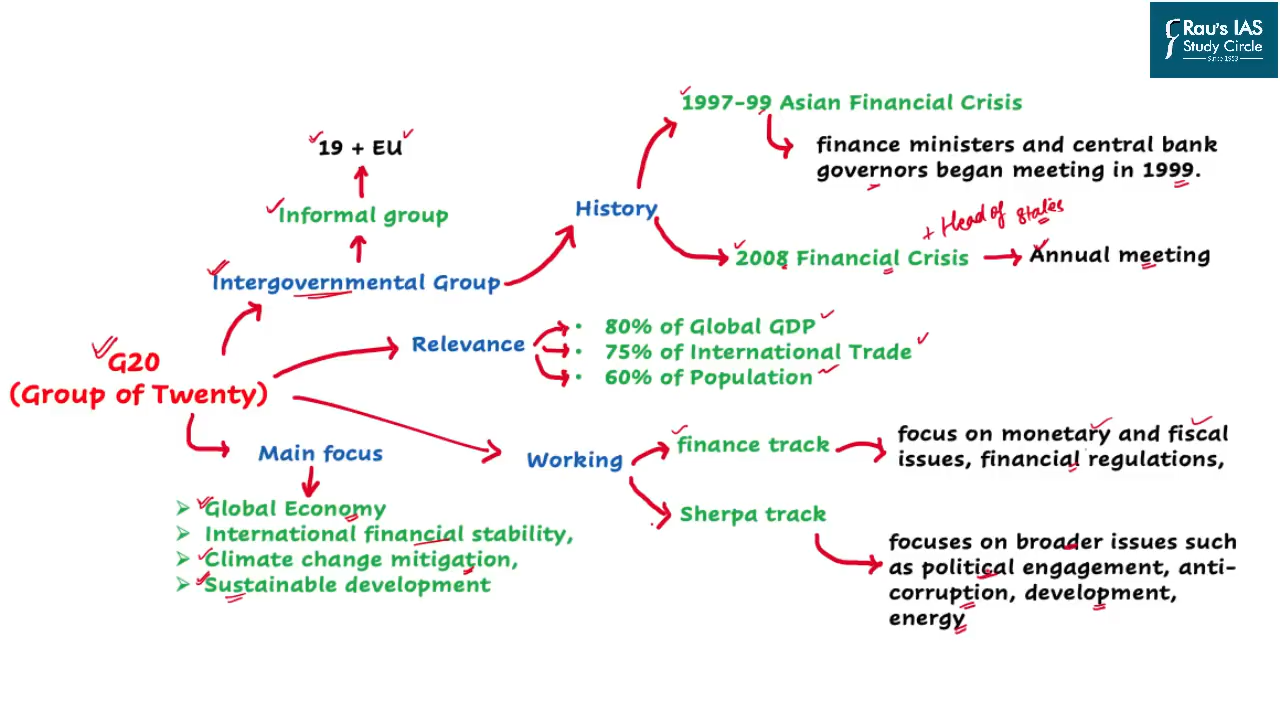 Rau's IAS
Study Circle
Since 1953
1997-99 Asian Financial Crisis
finance ministers and central bank
governors began meeting in 1999.
19 + EU
Informal group
History
+ Head of states
2008 Financial Crisis
Annual meeting
Intergovernmental Group
Relevance
• 80% of Global GDP
• 75% of International Trade
• 60% of Population
G20
(Group of Twenty)
Main focus
Global Economy
International financial stability,
Climate change mitigation,
Sustainable development
Working
finance track
focus on monetary and fiscal
issues, financial regulations,
Sherpa track
focuses on broader issues such
as political engagement, anti-
corruption, development,
energy